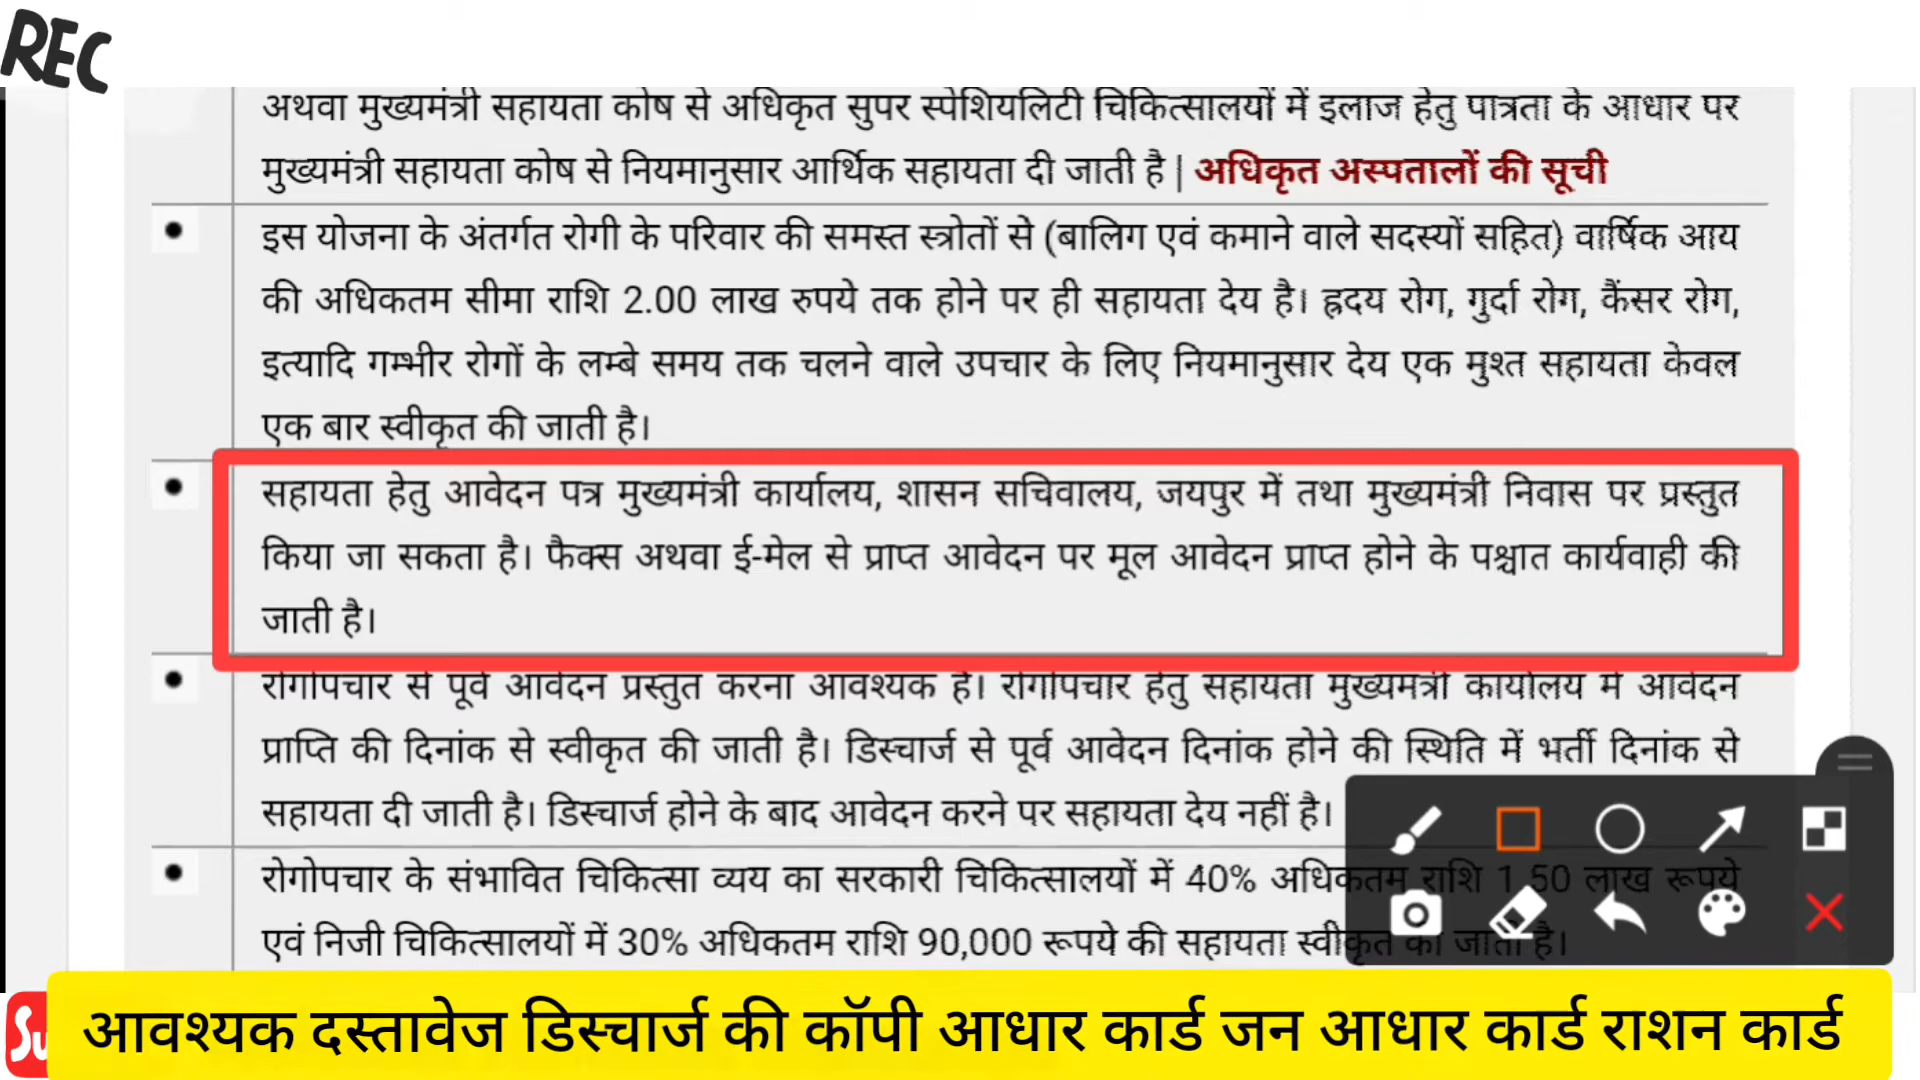 REC
अथवा मुख्यमंत्री सहायता कोष से अधिकृत सुपर स्पेशियलिटी चिकित्सालयों में इलाज हेतु पात्रता के आधार पर
मुख्यमंत्री सहायता कोष से नियमानुसार आर्थिक सहायता दी जाती है | अधिकृत अस्पतालों की सूची
• इस योजना के अंतर्गत रोगी के परिवार की समस्त स्त्रोतों से (बालिग एवं कमाने वाले सदस्यों सहित) वार्षिक आय
की अधिकतम सीमा राशि 2.00 लाख रुपये तक होने पर ही सहायता देय है। ह्रदय रोग, गुर्दा रोग, कैंसर रोग,
इत्यादि गम्भीर रोगों के लम्बे समय तक चलने वाले उपचार के लिए नियमानुसार देय एक मुश्त सहायता केवल
एक बार स्वीकृत की जाती है।
• सहायता हेतु आवेदन पत्र मुख्यमंत्री कार्यालय, शासन सचिवालय, जयपुर में तथा मुख्यमंत्री निवास पर प्रस्तुत
किया जा सकता है। फैक्स अथवा ई-मेल से प्राप्त आवेदन पर मूल आवेदन प्राप्त होने के पश्चात कार्यवाही की
जाती है।
• रोगोपचार से पूर्व आवेदन प्रस्तुत करना आवश्यक है। रोगोपचार हेतु सहायता मुख्यमंत्री कार्यालय में आवेदन
प्राप्ति की दिनांक से स्वीकृत की जाती है। डिस्चार्ज से पूर्व आवेदन दिनांक होने की स्थिति में भर्ती दिनांक से
सहायता दी जाती है। डिस्चार्ज होने के बाद आवेदन करने पर सहायता देय नहीं है।
• रोगोपचार के संभावित चिकित्सा व्यय का सरकारी चिकित्सालयों में 40% अधिकतम राशि 1.50 लाख रूपये
एवं निजी चिकित्सालयों में 30% अधिकतम राशि 90,000 रूपये की सहायता स्वीकृत की जाती है।
Su
आवश्यक दस्तावेज डिस्चार्ज की कॉपी आधार कार्ड जन आधार कार्ड राशन कार्ड